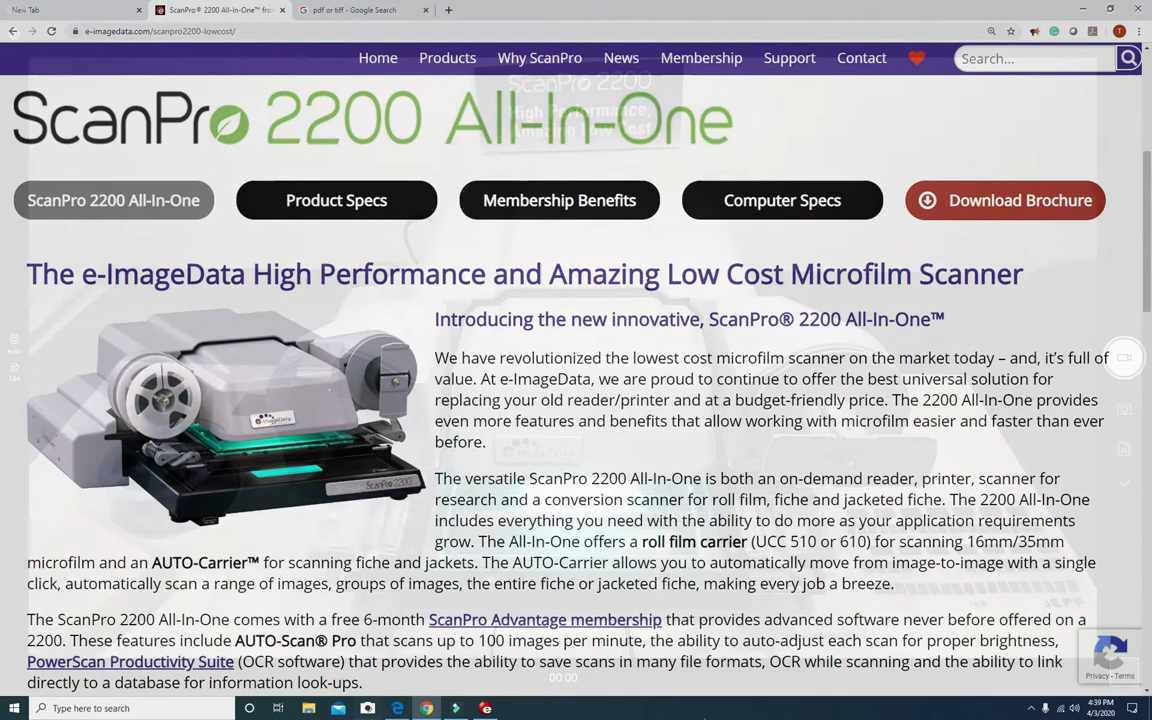 New Tab
ScanPro® 2200 All-In-One™ fro
pdf or tiff - Google Search
e-imagedata.com/scanpro2200-lowcost/
Home Products Why ScanPro News Membership Support Contact Search...
ScanPro 2200
High Performance,
Amazing Low Cost
ScanPro 2200 All-In-One
ScanPro 2200 All-In-One Product Specs Membership Benefits Computer Specs Download Brochure
The e-ImageData High Performance and Amazing Low Cost Microfilm Scanner
Introducing the new innovative, ScanPro® 2200 All-In-One™
We have revolutionized the lowest cost microfilm scanner on the market today – and, it's full of
value. At e-ImageData, we are proud to continue to offer the best universal solution for
replacing your old reader/printer and at a budget-friendly price. The 2200 All-In-One provides
even more features and benefits that allow working with microfilm easier and faster than ever
before.
e-ImageData
e-ImageData
ScanPro 2200
The versatile ScanPro 2200 All-In-One is both an on-demand reader, printer, scanner for
research and a conversion scanner for roll film, fiche and jacketed fiche. The 2200 All-In-One
includes everything you need with the ability to do more as your application requirements
grow. The All-In-One offers a roll film carrier (UCC 510 or 610) for scanning 16mm/35mm
microfilm and an AUTO-Carrier™ for scanning fiche and jackets. The AUTO-Carrier allows you to automatically move from image-to-image with a single
click, automatically scan a range of images, groups of images, the entire fiche or jacketed fiche, making every job a breeze.
The ScanPro 2200 All-In-One comes with a free 6-month ScanPro Advantage membership that provides advanced software never before offered on a
2200. These features include AUTO-Scan® Pro that scans up to 100 images per minute, the ability to auto-adjust each scan for proper brightness,
PowerScan Productivity Suite (OCR software) that provides the ability to save scans in many file formats, OCR while scanning and the ability to link
directly to a database for information look-ups.
00:00
Privacy - Terms
Type here to search
4:39 PM
4/3/2020